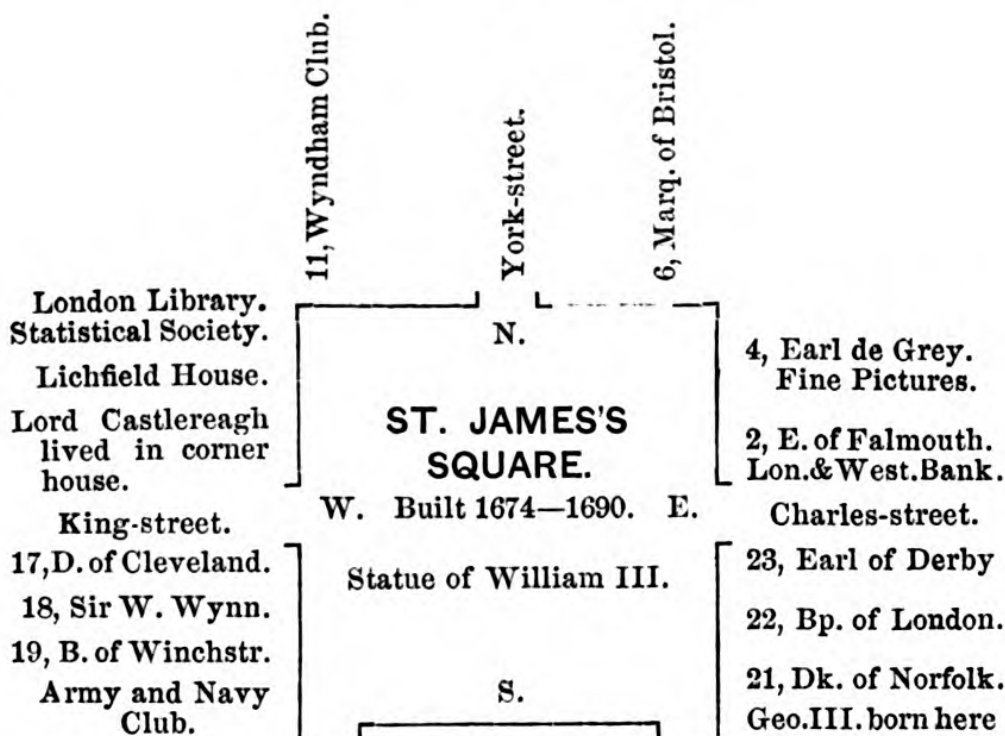 11, Wyndham Club.
York-street.
6, Marq. of Bristol.
London Library.
Statistical Society.
Lichfield House.
Lord Castlereagh
lived in corner
house.
King-street.
17, D. of Cleveland.
18, Sir W. Wynn.
19, B. of Winchstr.
Army and Navy
Club.
N.
ST. JAMES'S
SQUARE.
W. Built 1674—1690. E.
Statue of William III.
S.
4, Earl de Grey.
Fine Pictures.
2, E. of Falmouth.
Lon.&West.Bank.
Charles-street.
23, Earl of Derby
22, Bp. of London.
21, Dk. of Norfolk.
Geo.III. born here